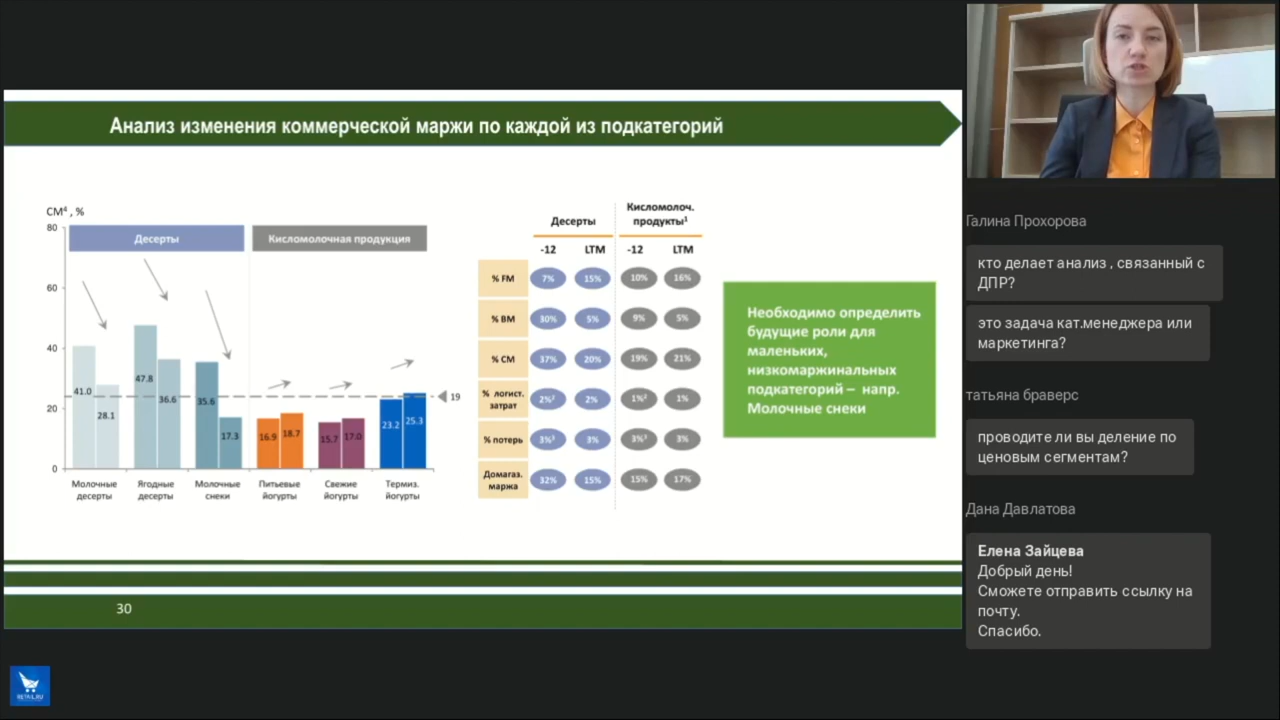 Анализ изменения коммерческой маржи по каждой из подкатегорий
CM⁴ , %
80
60
40
20
0
Десерты
Кисломолочная продукция
41.0
28.1
47.8
36.6
35.6
17.3
16.9
18.7
15.7
17.0
23.2
25.3
19
Молочные
десерты
Ягодные
десерты
Молочные
снеки
Питьевые
йогурты
Свежие
йогурты
Термиз.
йогурты
Десерты
Кисломолоч.
продукты¹
-12 LTM -12 LTM
% FM 7% 15% 10% 16%
% BM 30% 5% 9% 5%
% CM 37% 20% 19% 21%
% логист.
затрат 2%² 2% 1%² 1%
% потерь 3%³ 3% 3%³ 3%
Домагаз.
маржа 32% 15% 15% 17%
Необходимо определить
будущие роли для
маленьких,
низкомаржинальных
подкатегорий – напр.
Молочные снеки
30
RETAIL.RU
Галина Прохорова
кто делает анализ , связанный с
ДПР?
это задача кат.менеджера или
маркетинга?
татьяна браверс
проводите ли вы деление по
ценовым сегментам?
Дана Давлатова
Елена Зайцева
Добрый день!
Сможете отправить ссылку на
почту.
Спасибо.